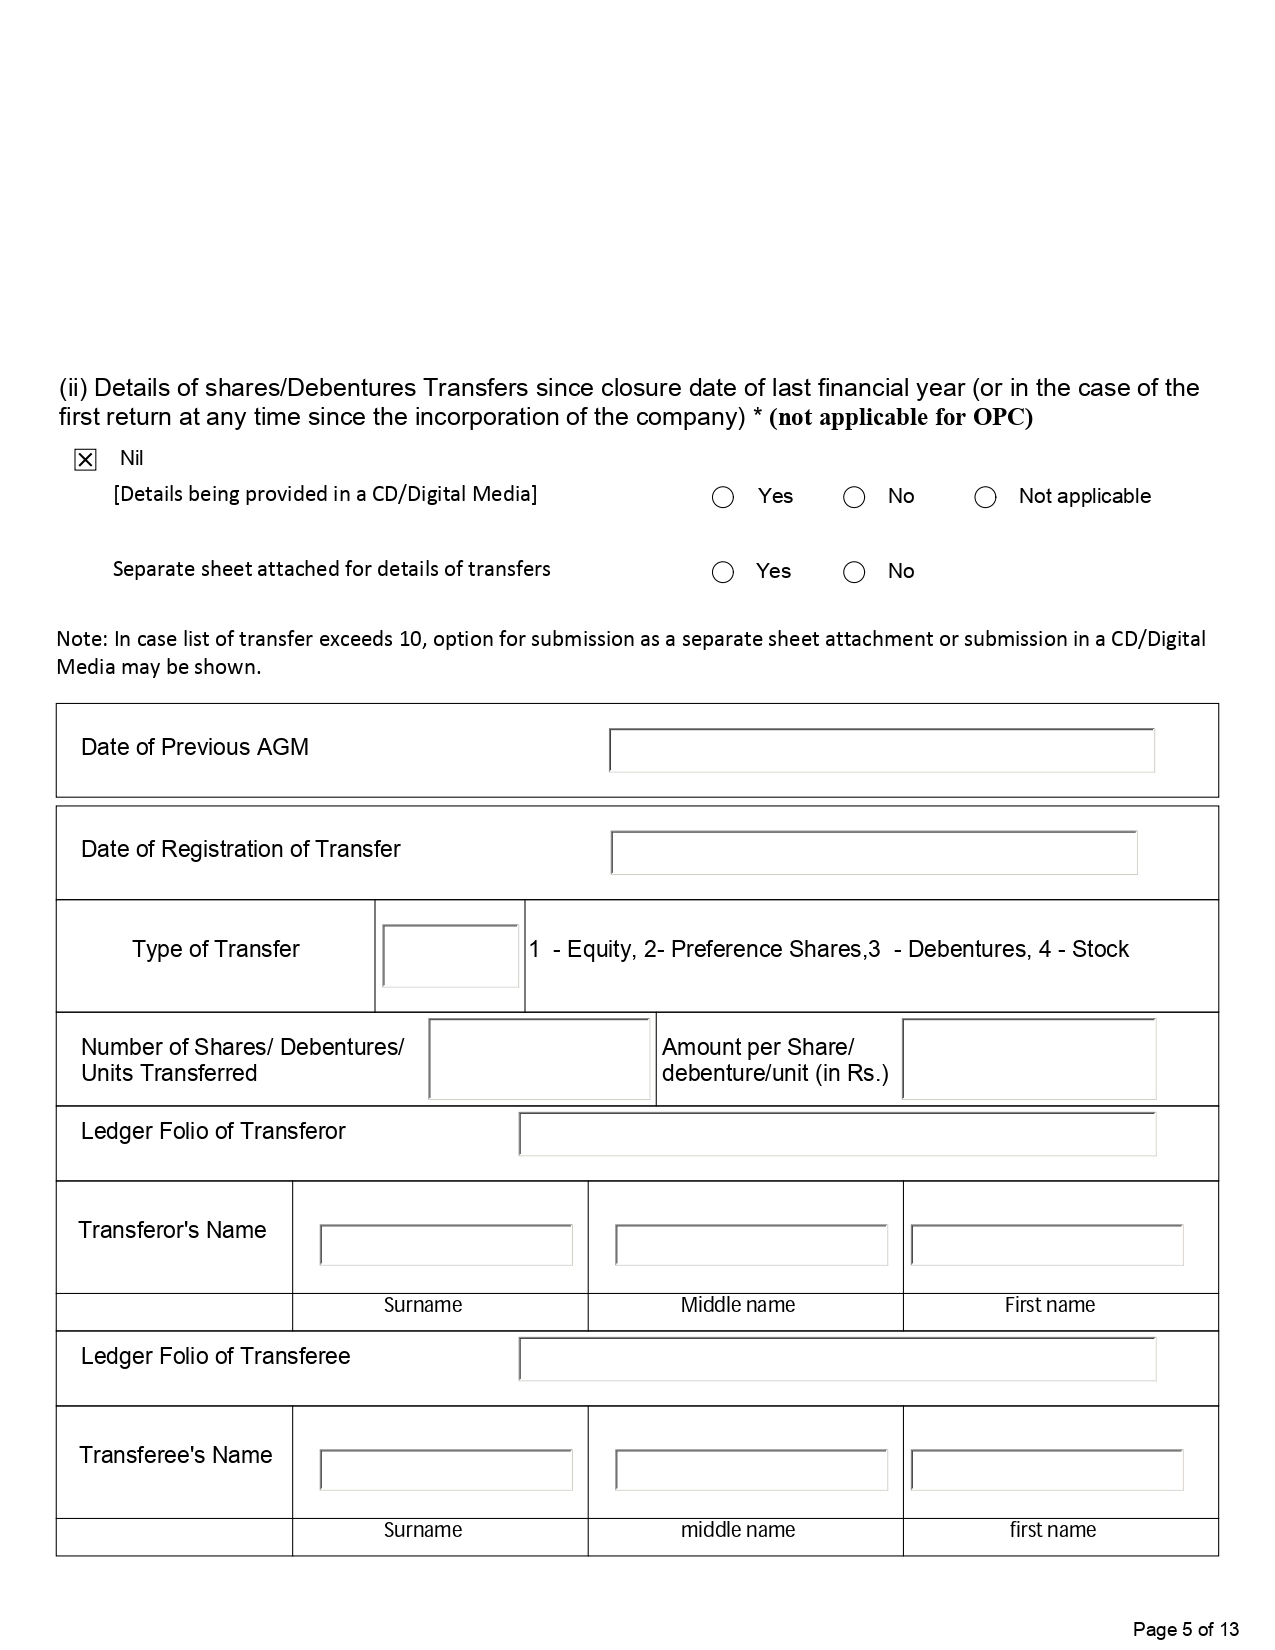 (ii) Details of shares/Debentures Transfers since closure date of last financial year (or in the case of the
first return at any time since the incorporation of the company) * (not applicable for OPC)
Nil
[Details being provided in a CD/Digital Media] Yes No Not applicable
Separate sheet attached for details of transfers Yes No
Note: In case list of transfer exceeds 10, option for submission as a separate sheet attachment or submission in a CD/Digital
Media may be shown.
Date of Previous AGM
Date of Registration of Transfer
Type of Transfer 1 - Equity, 2- Preference Shares,3 - Debentures, 4 - Stock
Number of Shares/ Debentures/ Amount per Share/
Units Transferred debenture/unit (in Rs.)
Ledger Folio of Transferor
Transferor's Name
Surname Middle name First name
Ledger Folio of Transferee
Transferee's Name
Surname middle name first name
Page 5 of 13